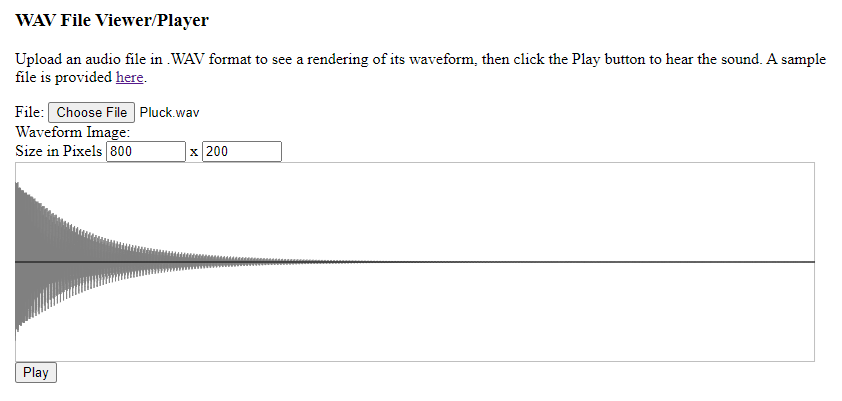 WAV File Viewer/Player
Upload an audio file in .WAV format to see a rendering of its waveform, then click the Play button to hear the sound. A sample
file is provided here.
File: Choose File Pluck.wav
Waveform Image:
Size in Pixels 800 x 200
Play